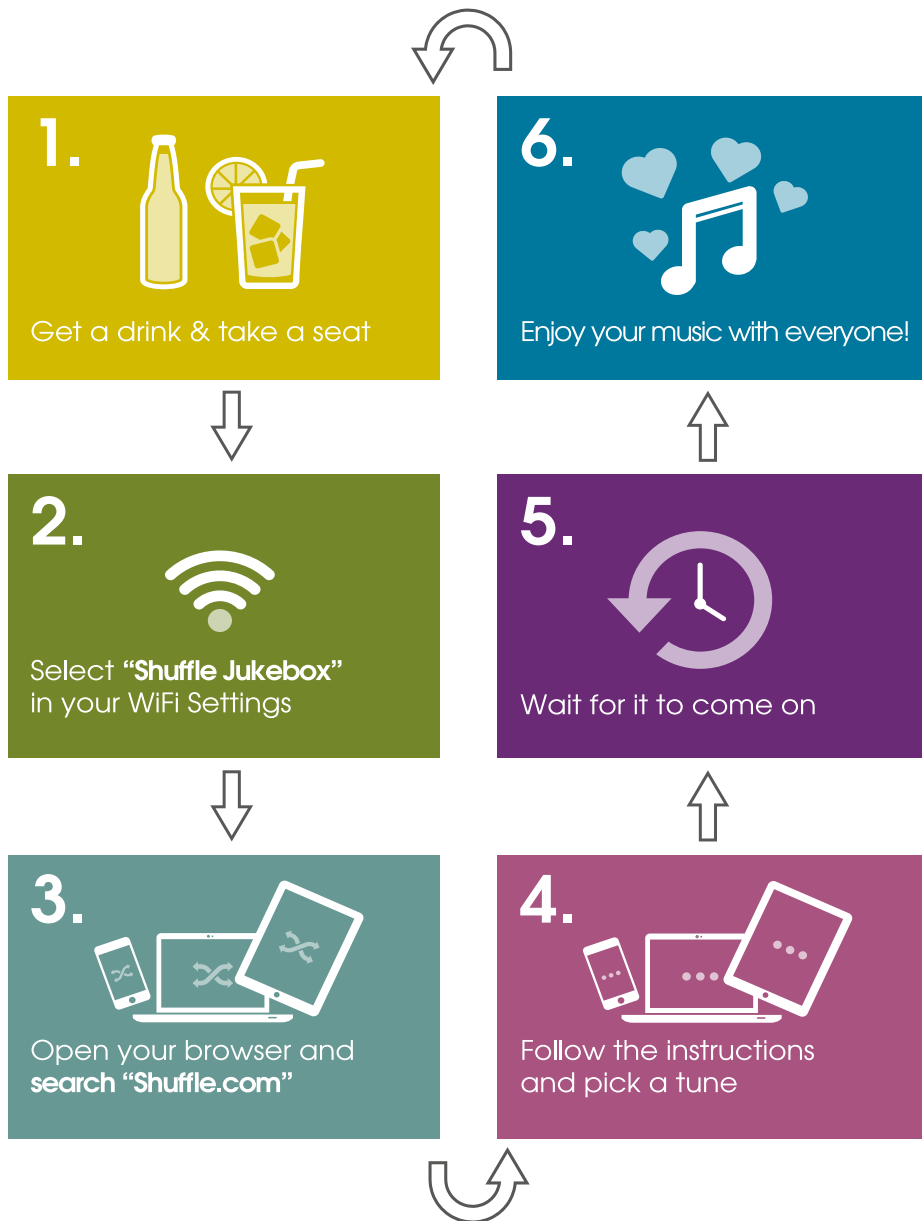 1.
Get a drink & take a seat
2.
Select “Shuffle Jukebox”
in your WiFi Settings
3.
Open your browser and
search “Shuffle.com”
4.
Follow the instructions
and pick a tune
5.
Wait for it to come on
6.
Enjoy your music with everyone!